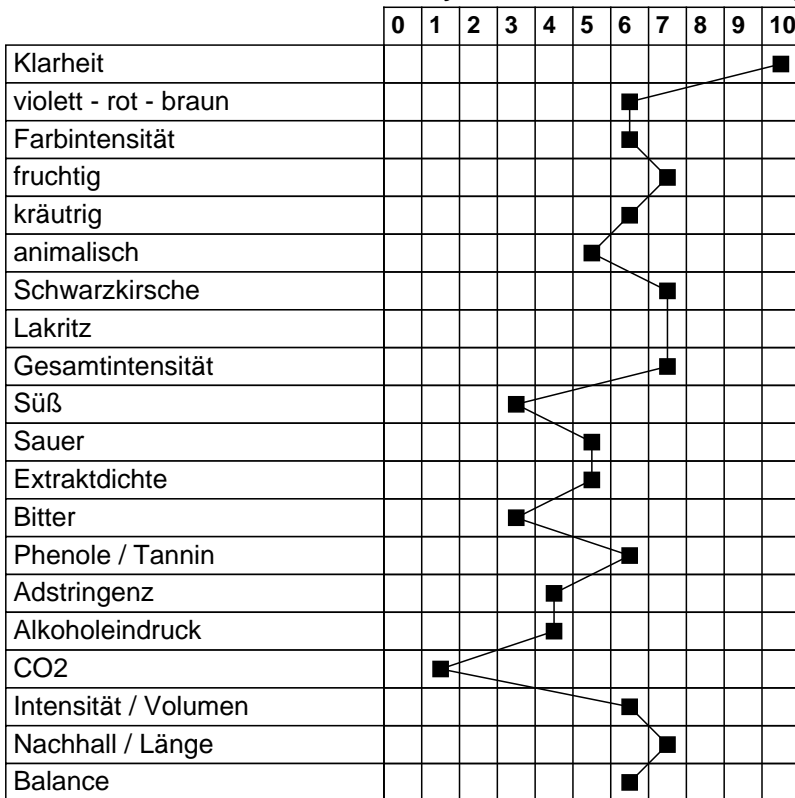 0 1 2 3 4 5 6 7 8 9 10
Klarheit
violett - rot - braun
Farbintensität
fruchtig
kräutrig
animalisch
Schwarzkirsche
Lakritz
Gesamtintensität
Süß
Sauer
Extraktdichte
Bitter
Phenole / Tannin
Adstringenz
Alkoholeindruck
CO2
Intensität / Volumen
Nachhall / Länge
Balance